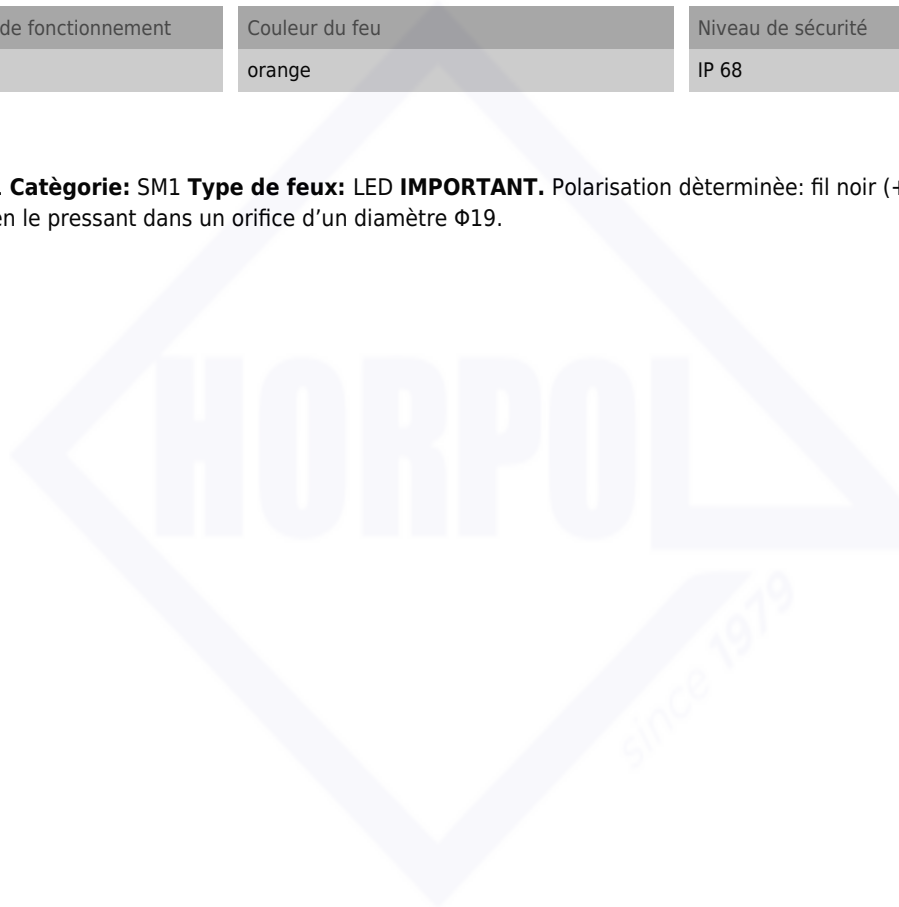 de fonctionnement Couleur du feu Niveau de sécurité
orange IP 68
Catègorie: SM1 Type de feux: LED IMPORTANT. Polarisation dèterminèe: fil noir (+
en le pressant dans un orifice d’un diamètre Φ19.
HORPOL
since 1979